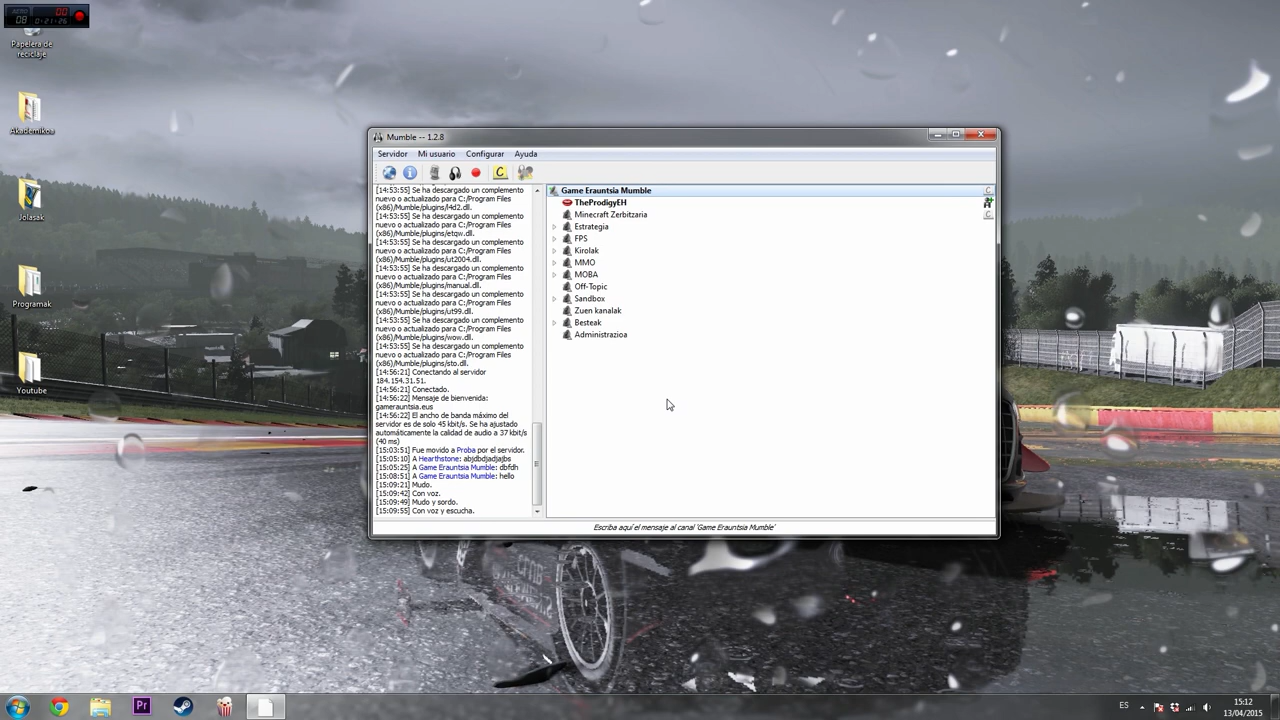 00
08 0-21-26
Papelera de
reciclaje
Akademikoa
Jolasak
Programak
Youtube
Mumble -- 1.2.8
Servidor Mi usuario Configurar Ayuda
[14:53:55] Se ha descargado un complemento
nuevo o actualizado para C:/Program Files
(x86)/Mumble/plugins/l4d2.dll.
[14:53:55] Se ha descargado un complemento
nuevo o actualizado para C:/Program Files
(x86)/Mumble/plugins/etqw.dll.
[14:53:55] Se ha descargado un complemento
nuevo o actualizado para C:/Program Files
(x86)/Mumble/plugins/ut2004.dll.
[14:53:55] Se ha descargado un complemento
nuevo o actualizado para C:/Program Files
(x86)/Mumble/plugins/manual.dll.
[14:53:55] Se ha descargado un complemento
nuevo o actualizado para C:/Program Files
(x86)/Mumble/plugins/ut99.dll.
[14:53:55] Se ha descargado un complemento
nuevo o actualizado para C:/Program Files
(x86)/Mumble/plugins/wow.dll.
[14:53:55] Se ha descargado un complemento
nuevo o actualizado para C:/Program Files
(x86)/Mumble/plugins/sto.dll.
[14:56:21] Conectando al servidor
184.154.31.51.
[14:56:21] Conectado.
[14:56:22] Mensaje de bienvenida:
gamerauntsia.eus
[14:56:22] El ancho de banda máximo del
servidor es de solo 45 kbit/s. Se ha ajustado
automáticamente la calidad de audio a 37 kbit/s
(40 ms)
[15:03:51] Fue movido a Proba por el servidor.
[15:05:10] A Hearthstone: abjdbdjadjajbs
[15:05:25] A Game Erauntsia Mumble: dbfdh
[15:08:51] A Game Erauntsia Mumble: hello
[15:09:21] Mudo.
[15:09:42] Con voz.
[15:09:49] Mudo y sordo.
[15:09:55] Con voz y escucha.
Game Erauntsia Mumble
TheProdigyEH
Minecraft Zerbitzaria
Estrategia
FPS
Kirolak
MMO
MOBA
Off-Topic
Sandbox
Zuen kanalak
Besteak
Administrazioa
Escriba aquí el mensaje al canal 'Game Erauntsia Mumble'
Pr
ES
15:12
13/04/2015